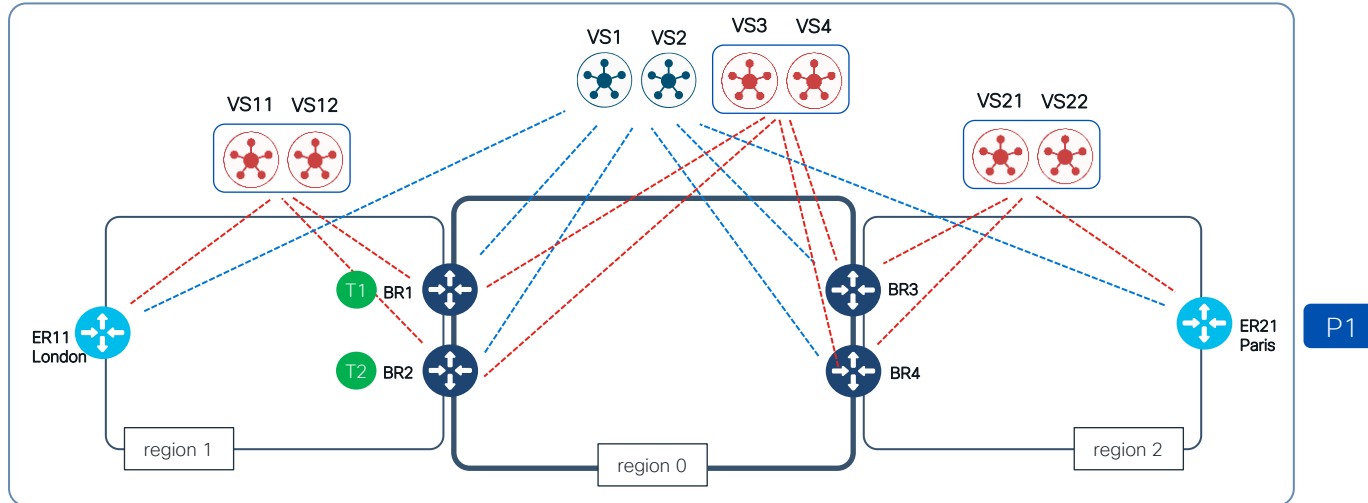 VS3 VS4
VS1 VS2
VS11 VS12
VS21 VS22
T1 BR1
BR3
ER11
London
ER21
Paris
P1
T2 BR2
BR4
region 1
region 0
region 2